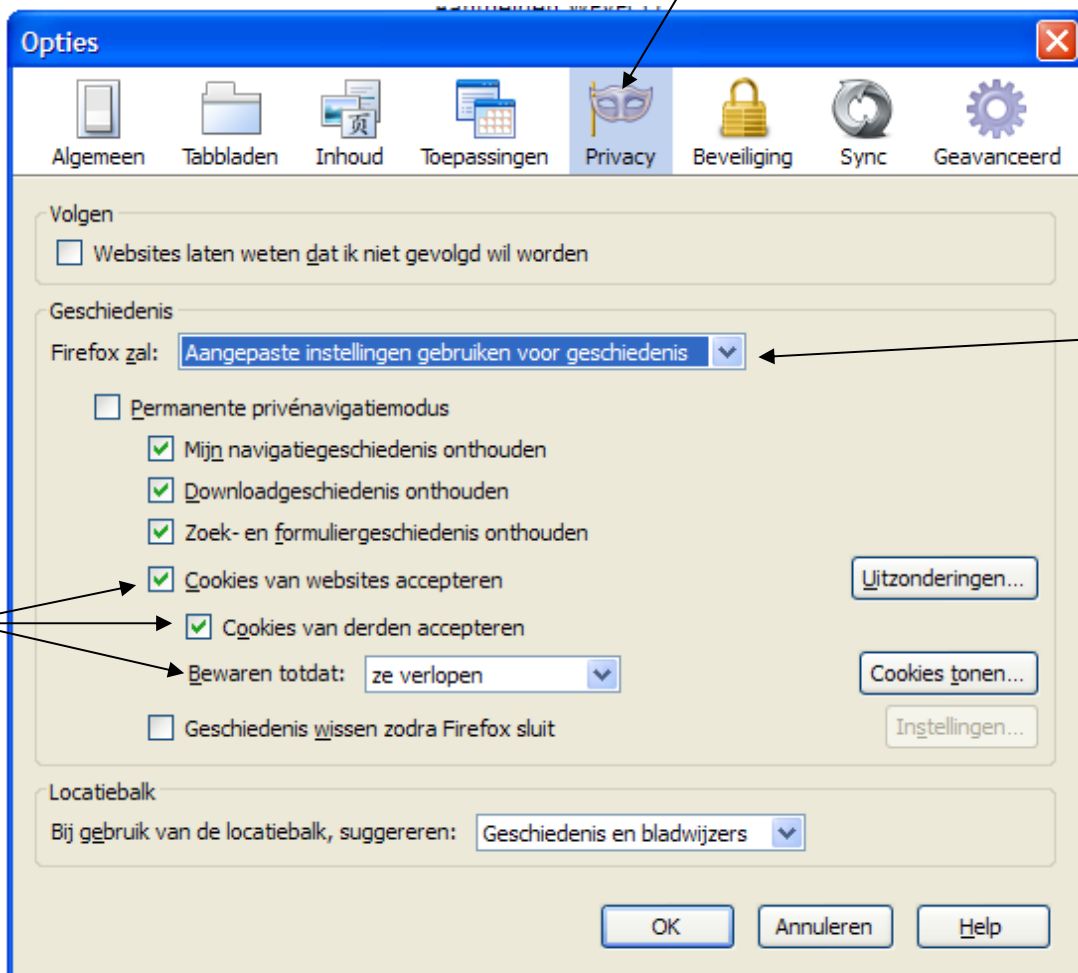 Opties
Algemeen Tabbladen Inhoud Toepassingen Privacy Beveiliging Sync Geavanceerd
页
Volgen
Websites laten weten dat ik niet gevolgd wil worden
Geschiedenis
Firefox zal: Aangepaste instellingen gebruiken voor geschiedenis
Permanente privénavigatiemodus
Mijn navigatiegeschiedenis onthouden
Downloadgeschiedenis onthouden
Zoek- en formuliergeschiedenis onthouden
Cookies van websites accepteren Uitzonderingen...
Cookies van derden accepteren
Bewaren totdat: ze verlopen Cookies tonen...
Geschiedenis wissen zodra Firefox sluit Instellingen...
Locatiebalk
Bij gebruik van de locatiebalk, suggereren: Geschiedenis en bladwijzers
OK Annuleren Help